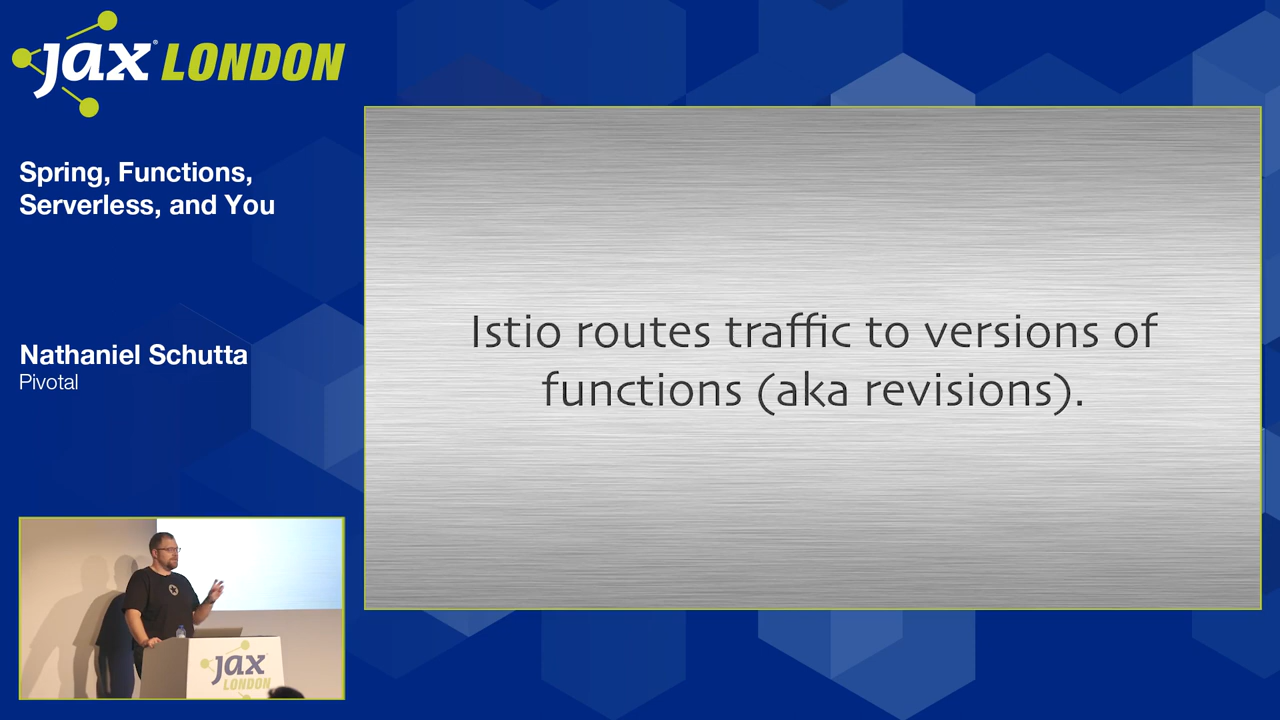 Jax® LONDON
Spring, Functions,
Serverless, and You
Nathaniel Schutta
Pivotal
Istio routes traffic to versions of
functions (aka revisions).
Jax
LONDON